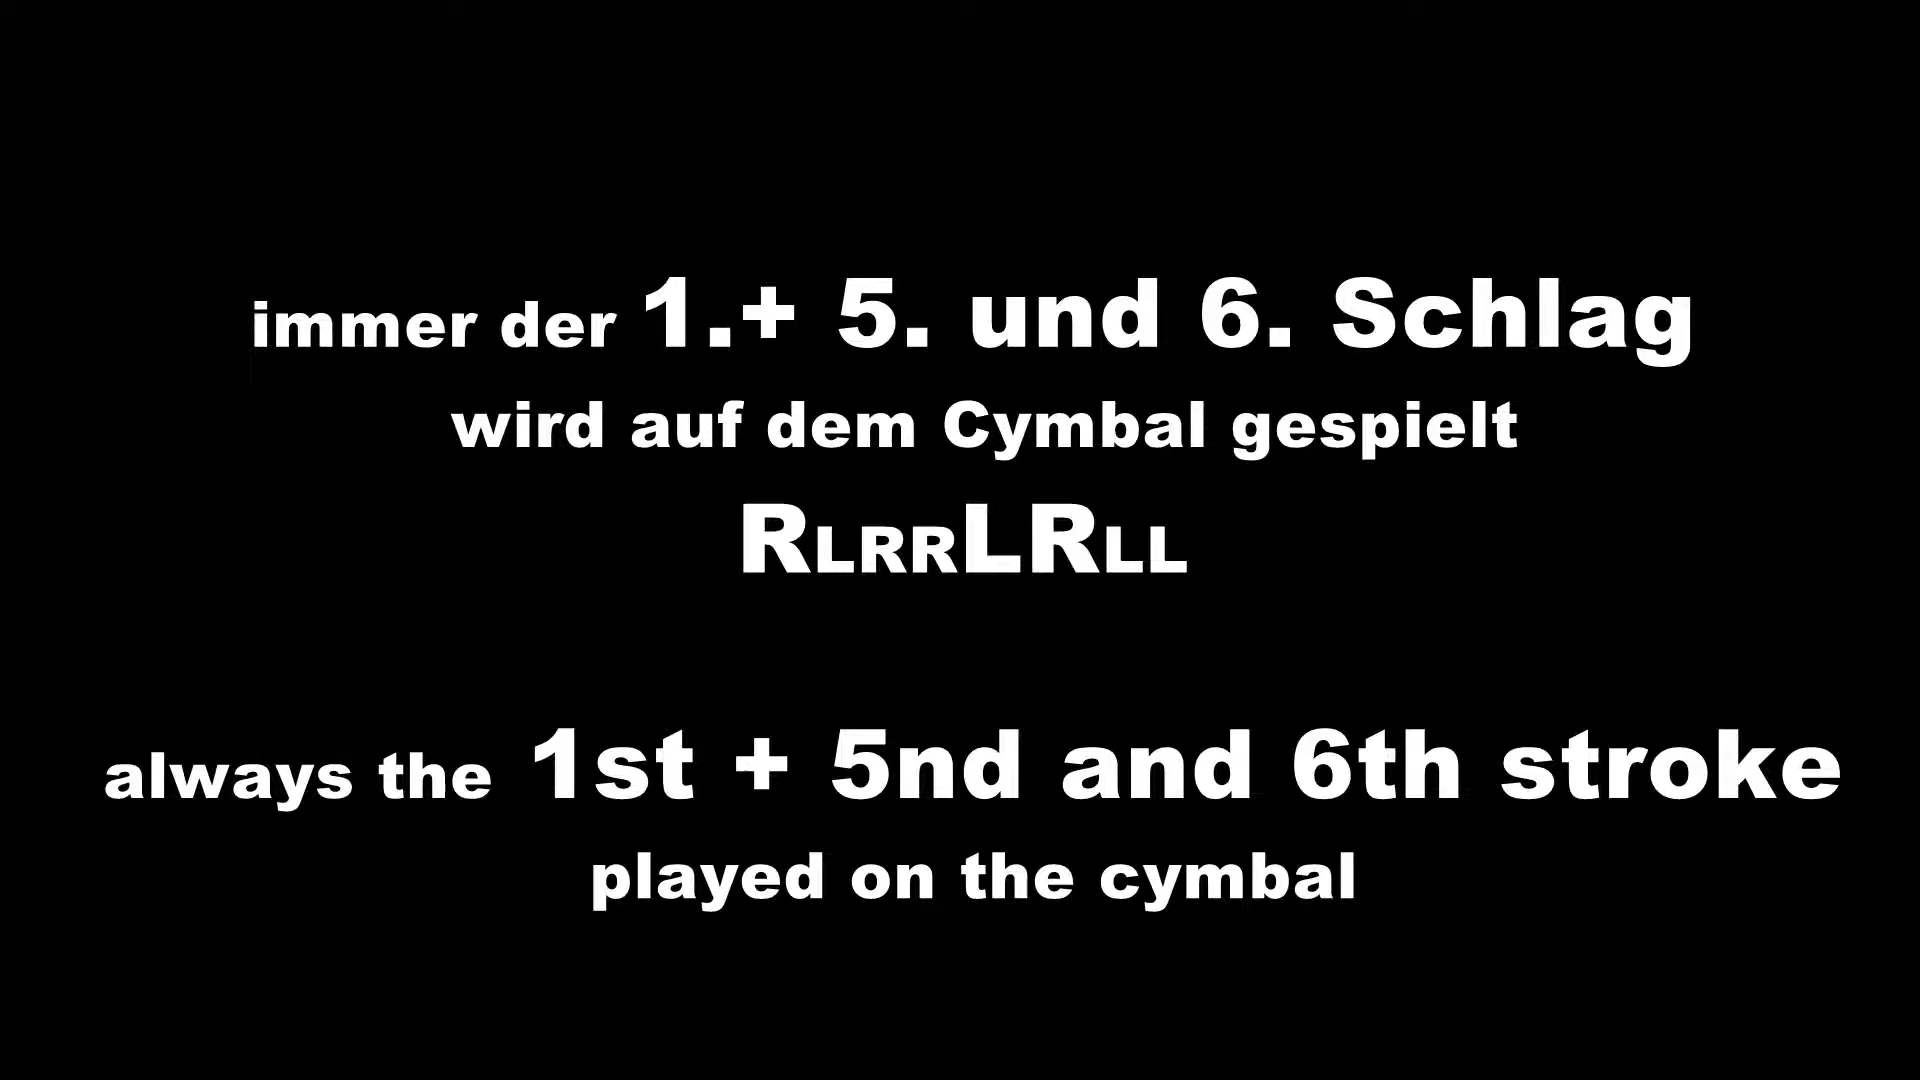 immer der 1.+ 5. und 6. Schlag
wird auf dem Cymbal gespielt
RLRRLRLL
always the 1st + 5nd and 6th stroke
played on the cymbal